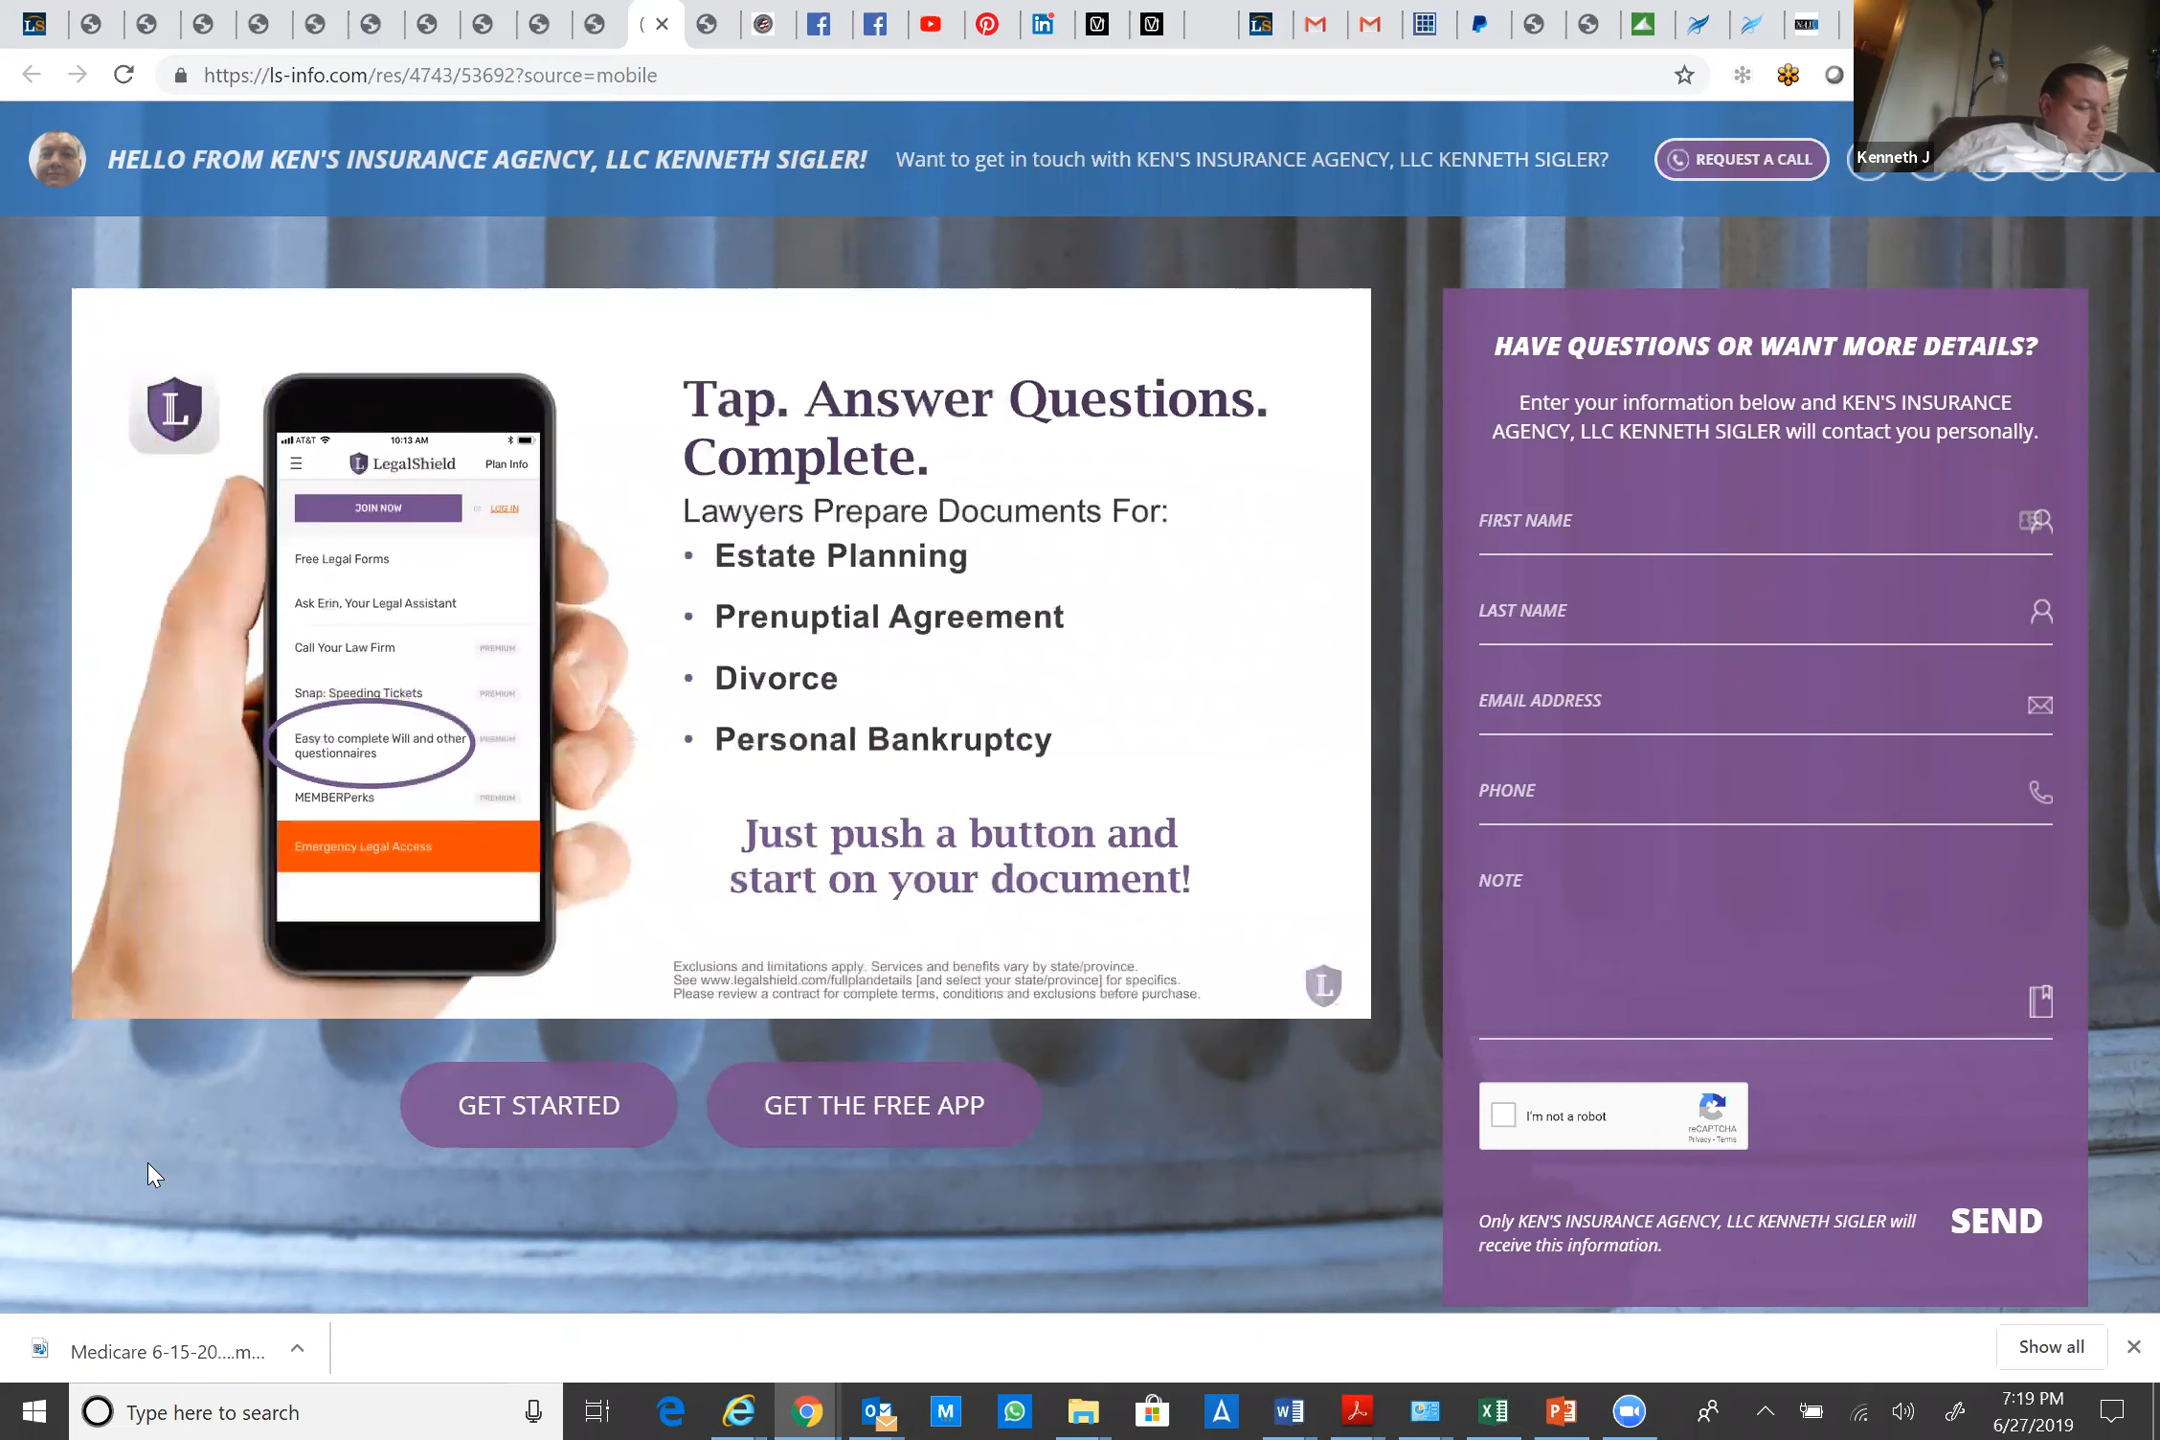 https://ls-info.com/res/4743/53692?source=mobile
HELLO FROM KEN'S INSURANCE AGENCY, LLC KENNETH SIGLER!
Want to get in touch with KEN'S INSURANCE AGENCY, LLC KENNETH SIGLER?
REQUEST A CALL
Kenneth J
L
AT&T
10:13 AM
LegalShield
Plan Info
JOIN NOW
or
LOG IN
Free Legal Forms
Ask Erin, Your Legal Assistant
Call Your Law Firm
PREMIUM
Snap: Speeding Tickets
PREMIUM
Easy to complete Will and other
questionnaires
PREMIUM
MEMBERPerks
PREMIUM
Emergency Legal Access
Tap. Answer Questions.
Complete.
Lawyers Prepare Documents For:
• Estate Planning
• Prenuptial Agreement
• Divorce
• Personal Bankruptcy
Just push a button and
start on your document!
Exclusions and limitations apply. Services and benefits vary by state/province.
See www.legalshield.com/fullplandetails [and select your state/province] for specifics.
Please review a contract for complete terms, conditions and exclusions before purchase.
L
GET STARTED
GET THE FREE APP
HAVE QUESTIONS OR WANT MORE DETAILS?
Enter your information below and KEN'S INSURANCE
AGENCY, LLC KENNETH SIGLER will contact you personally.
FIRST NAME
LAST NAME
EMAIL ADDRESS
PHONE
NOTE
I'm not a robot
reCAPTCHA
Privacy - Terms
Only KEN'S INSURANCE AGENCY, LLC KENNETH SIGLER will
receive this information.
SEND
Medicare 6-15-20....m...
Show all
Type here to search
7:19 PM
6/27/2019